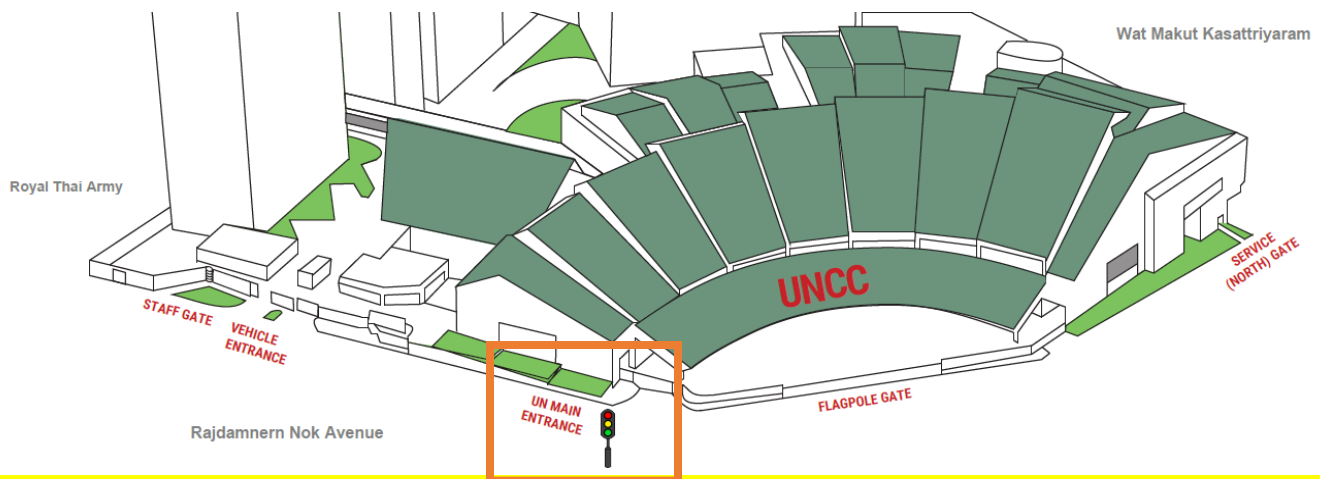 Wat Makut Kasattriyaram
Royal Thai Army
UNCC
SERVICE
(NORTH) GATE
STAFF GATE
VEHICLE
ENTRANCE
UN MAIN
ENTRANCE
FLAGPOLE GATE
Rajdamnern Nok Avenue